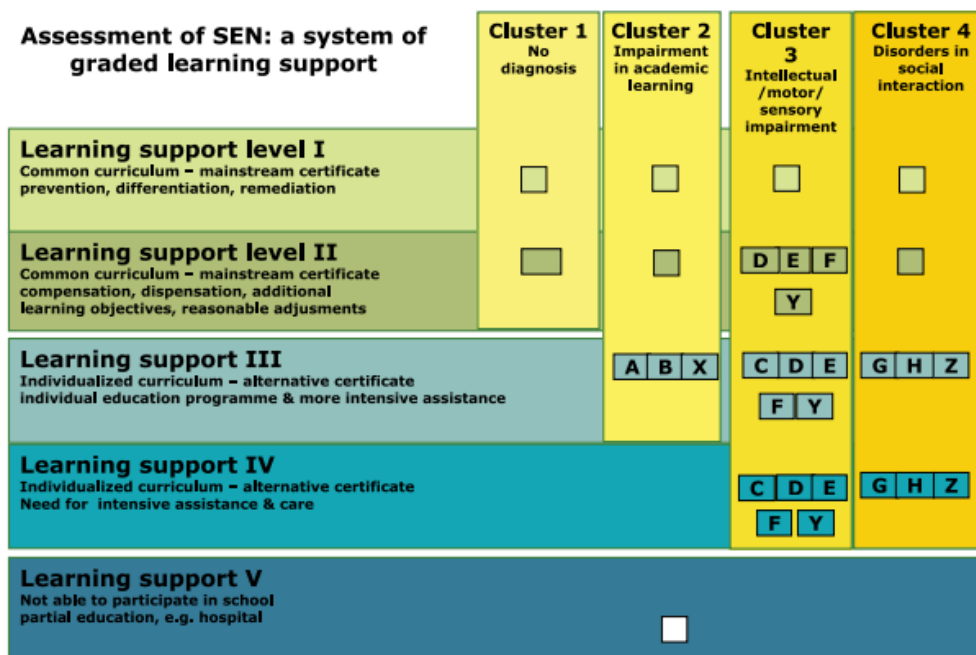 Assessment of SEN: a system of
graded learning support
Cluster 1
No
diagnosis
Cluster 2
Impairment
in academic
learning
Cluster
3
Intellectual
/motor/
sensory
impairment
Cluster 4
Disorders in
social
interaction
Learning support level I
Common curriculum – mainstream certificate
prevention, differentiation, remediation
Learning support level II
Common curriculum – mainstream certificate
compensation, dispensation, additional
learning objectives, reasonable adjusments
D E F
Y
Learning support III
Individualized curriculum – alternative certificate
individual education programme & more intensive assistance
A B X
C D E
F Y
G H Z
Learning support IV
Individualized curriculum – alternative certificate
Need for intensive assistance & care
C D E
F Y
G H Z
Learning support V
Not able to participate in school
partial education, e.g. hospital